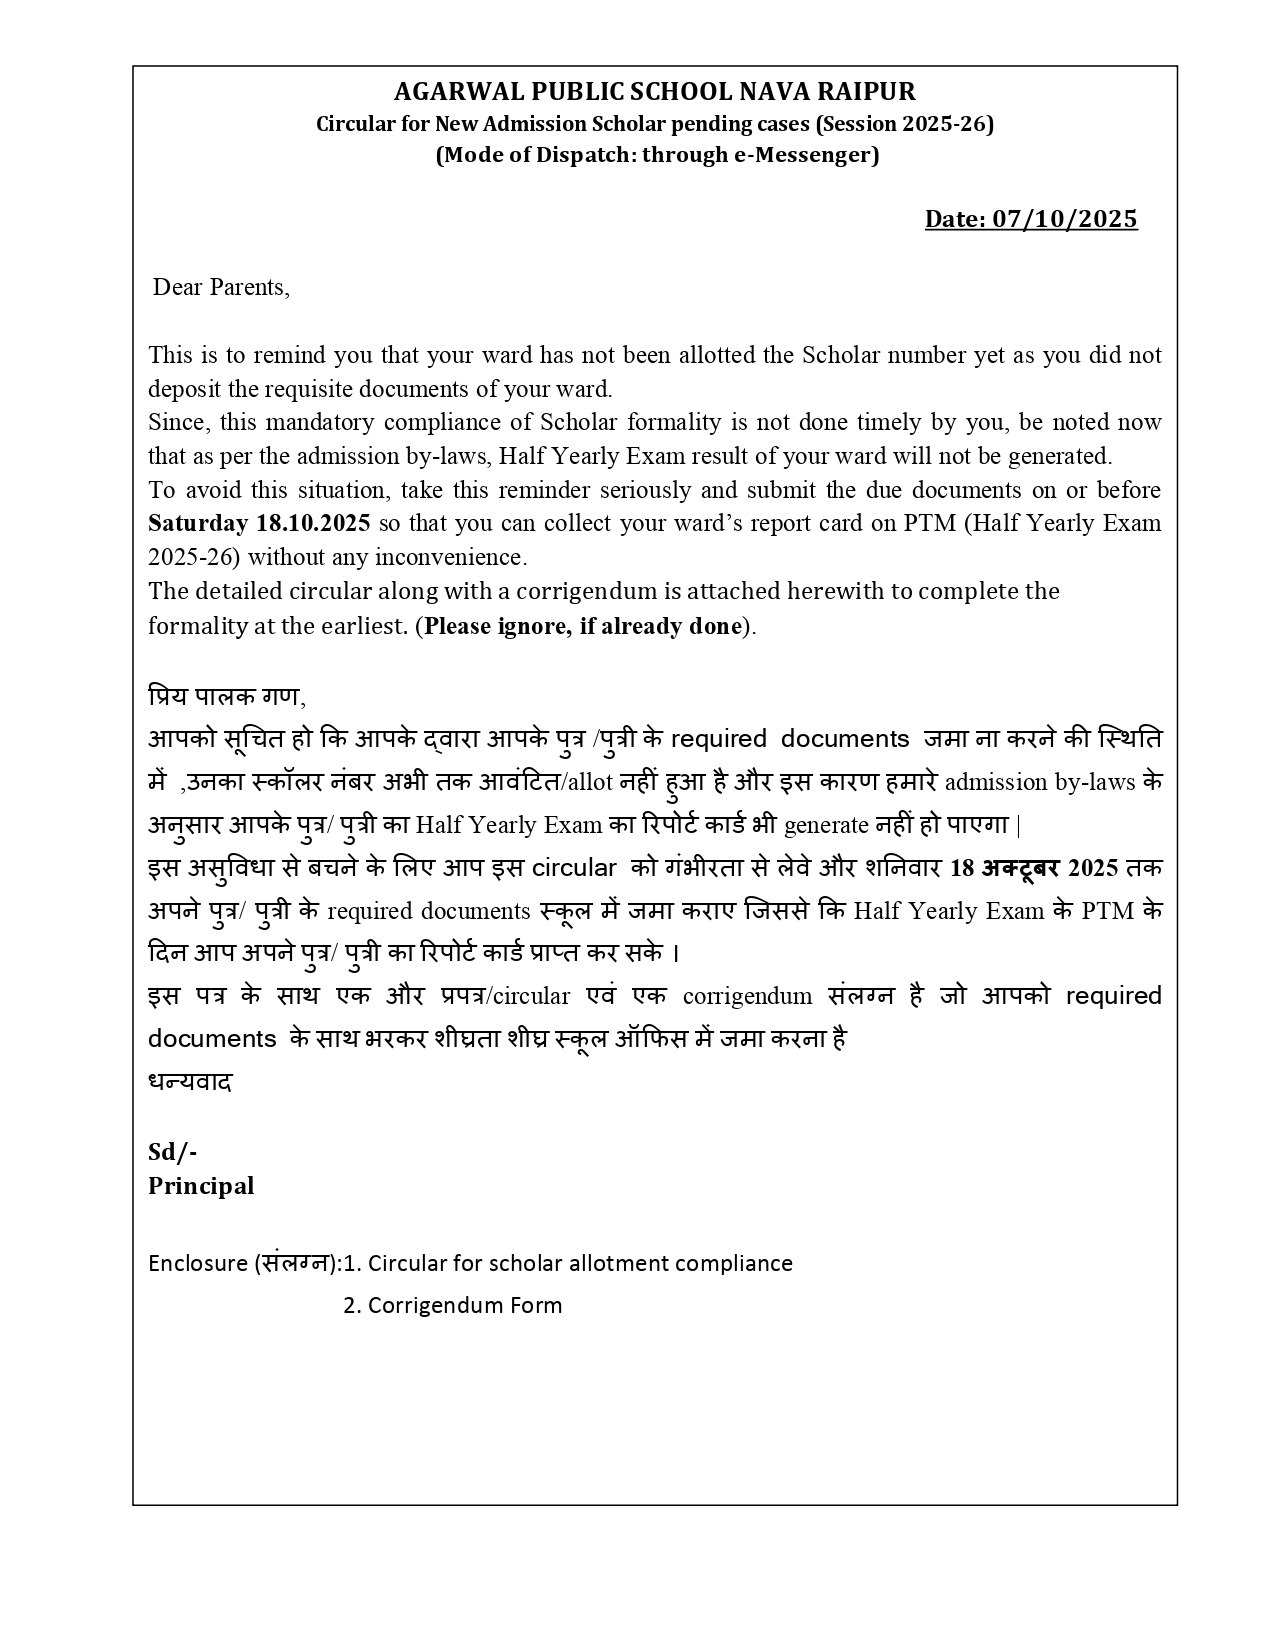 AGARWAL PUBLIC SCHOOL NAVA RAIPUR
Circular for New Admission Scholar pending cases (Session 2025-26)
(Mode of Dispatch: through e-Messenger)
Date: 07/10/2025
Dear Parents,
This is to remind you that your ward has not been allotted the Scholar number yet as you did not
deposit the requisite documents of your ward.
Since, this mandatory compliance of Scholar formality is not done timely by you, be noted now
that as per the admission by-laws, Half Yearly Exam result of your ward will not be generated.
To avoid this situation, take this reminder seriously and submit the due documents on or before
Saturday 18.10.2025 so that you can collect your ward’s report card on PTM (Half Yearly Exam
2025-26) without any inconvenience.
The detailed circular along with a corrigendum is attached herewith to complete the
formality at the earliest. (Please ignore, if already done).
प्रिय पालक गण,
आपको सूचित हो कि आपके द्वारा आपके पुत्र /पुत्री के required documents जमा ना करने की स्थिति
में ,उनका स्कॉलर नंबर अभी तक आवंटित/allot नहीं हुआ है और इस कारण हमारे admission by-laws के
अनुसार आपके पुत्र/ पुत्री का Half Yearly Exam का रिपोर्ट कार्ड भी generate नहीं हो पाएगा |
इस असुविधा से बचने के लिए आप इस circular को गंभीरता से लेवे और शनिवार 18 अक्टूबर 2025 तक
अपने पुत्र/ पुत्री के required documents स्कूल में जमा कराए जिससे कि Half Yearly Exam के PTM के
दिन आप अपने पुत्र/ पुत्री का रिपोर्ट कार्ड प्राप्त कर सके ।
इस पत्र के साथ एक और प्रपत्र/circular एवं एक corrigendum संलग्न है जो आपको required
documents के साथ भरकर शीघ्रता शीघ्र स्कूल ऑफिस में जमा करना है
धन्यवाद
Sd/-
Principal
Enclosure (संलग्न):1. Circular for scholar allotment compliance
2. Corrigendum Form